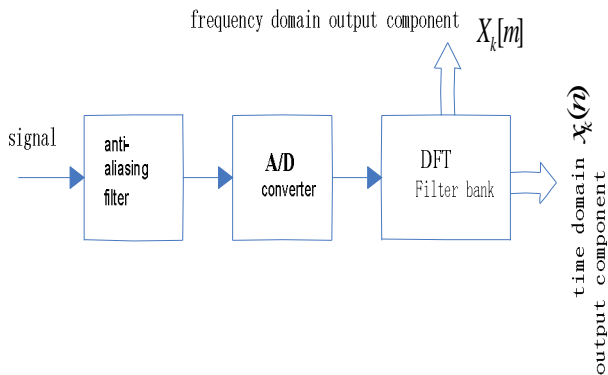 frequency domain output component
X_k[m]
signal
anti-
aliasing
filter
A/D
converter
DFT
Filter bank
time domain x_k(n)
output component